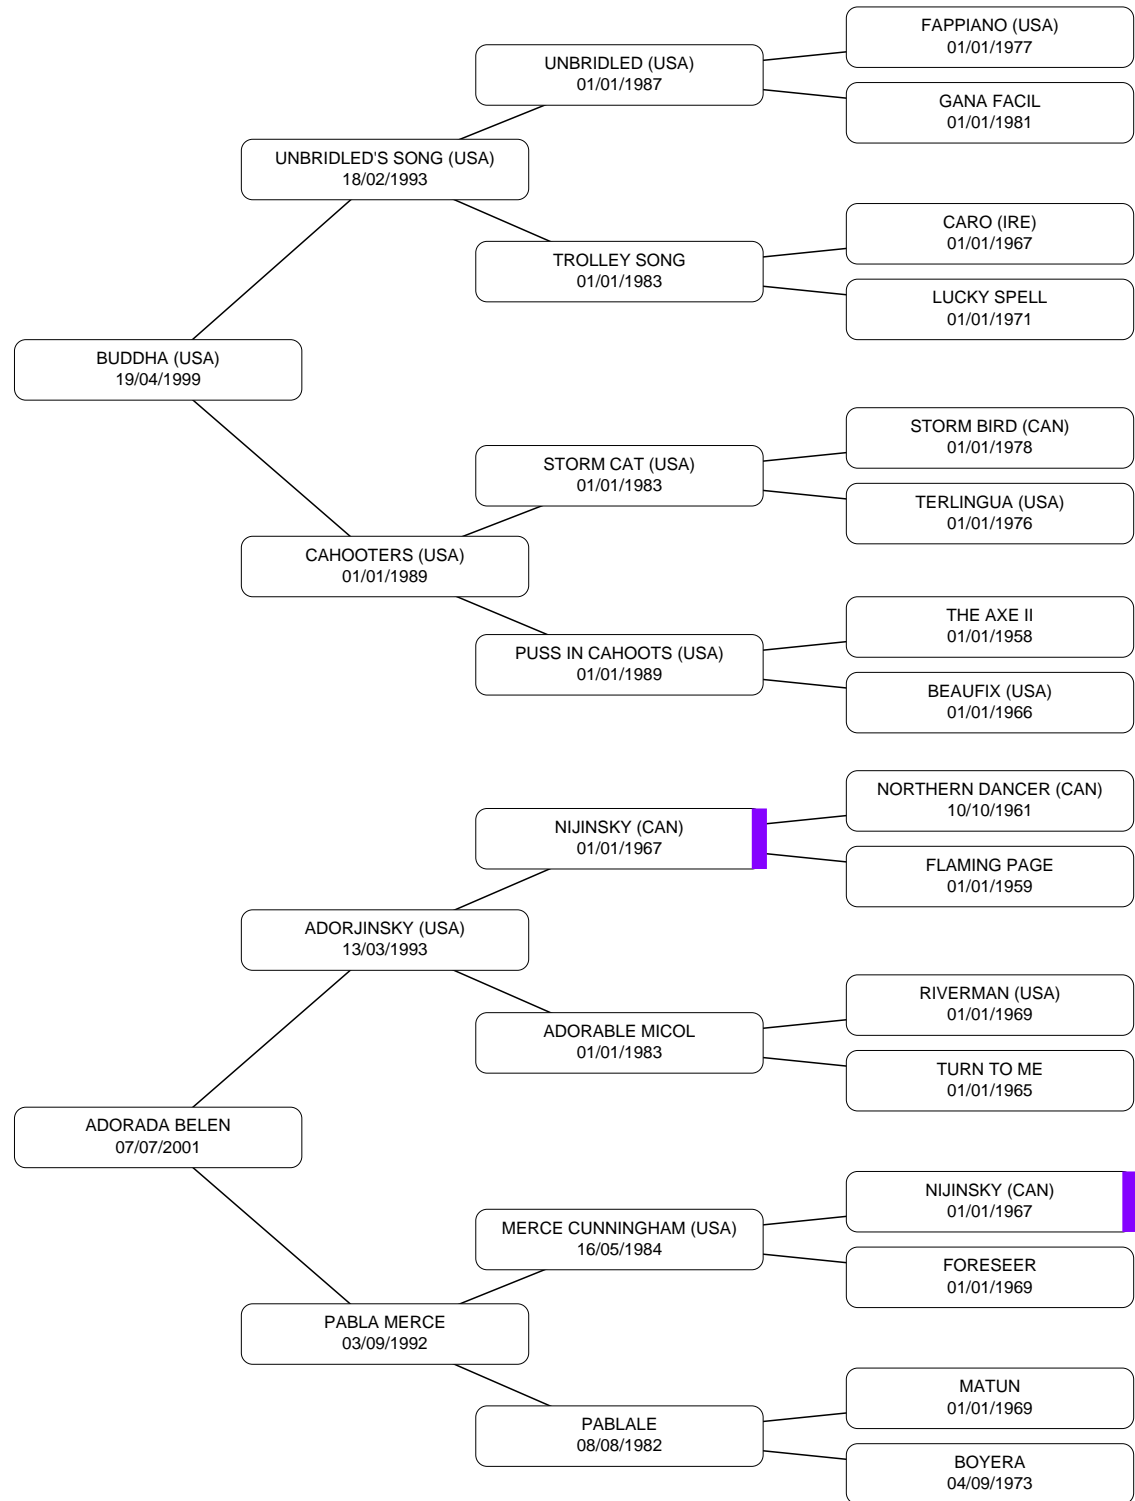 FAPPIANO (USA)
01/01/1977
UNBRIDLED (USA)
01/01/1987
GANA FACIL
01/01/1981
UNBRIDLED'S SONG (USA)
18/02/1993
CARO (IRE)
01/01/1967
TROLLEY SONG
01/01/1983
LUCKY SPELL
01/01/1971
BUDDHA (USA)
19/04/1999
STORM BIRD (CAN)
01/01/1978
STORM CAT (USA)
01/01/1983
TERLINGUA (USA)
01/01/1976
CAHOOTERS (USA)
01/01/1989
THE AXE II
01/01/1958
PUSS IN CAHOOTS (USA)
01/01/1989
BEAUFIX (USA)
01/01/1966
NORTHERN DANCER (CAN)
10/10/1961
NIJINSKY (CAN)
01/01/1967
FLAMING PAGE
01/01/1959
ADORJINSKY (USA)
13/03/1993
RIVERMAN (USA)
01/01/1969
ADORABLE MICOL
01/01/1983
TURN TO ME
01/01/1965
ADORADA BELEN
07/07/2001
NIJINSKY (CAN)
01/01/1967
MERCE CUNNINGHAM (USA)
16/05/1984
FORESEER
01/01/1969
PABLA MERCE
03/09/1992
MATUN
01/01/1969
PABLALE
08/08/1982
BOYERA
04/09/1973